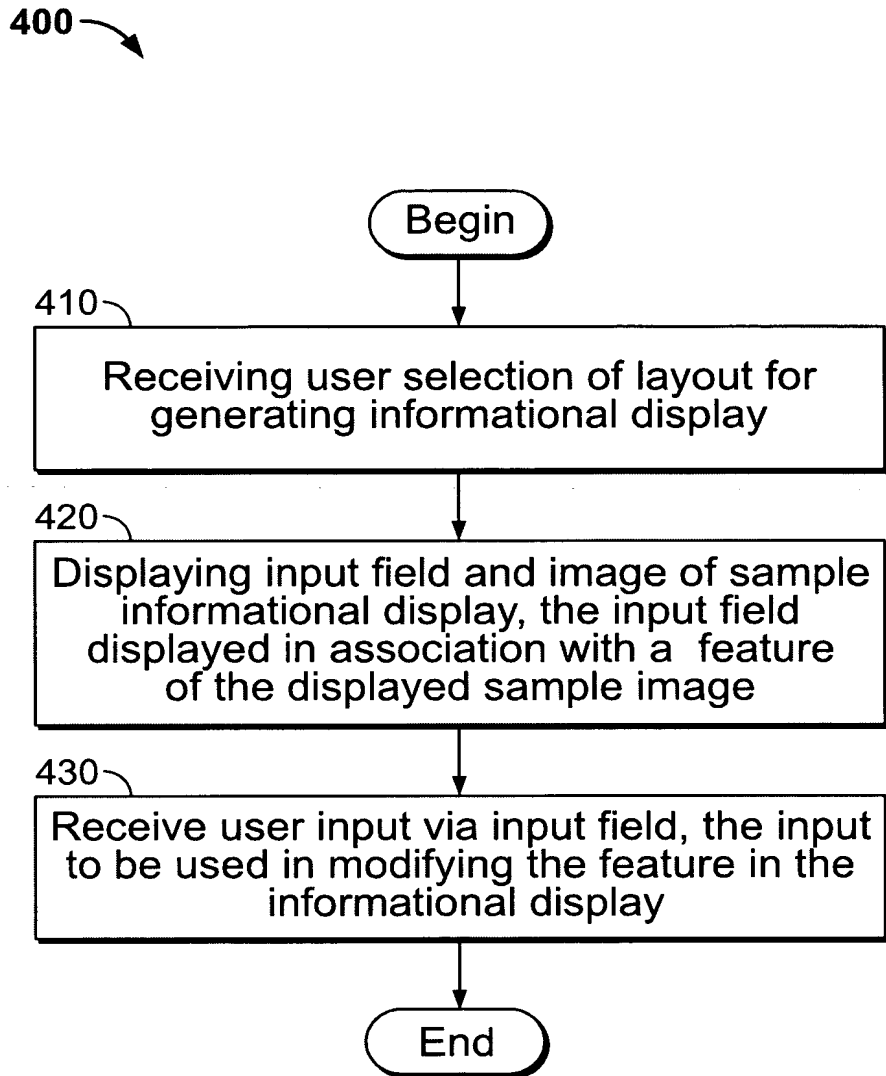 400
Begin
410
Receiving user selection of layout for
generating informational display
420
Displaying input field and image of sample
informational display, the input field
displayed in association with a feature
of the displayed sample image
430
Receive user input via input field, the input
to be used in modifying the feature in the
informational display
End